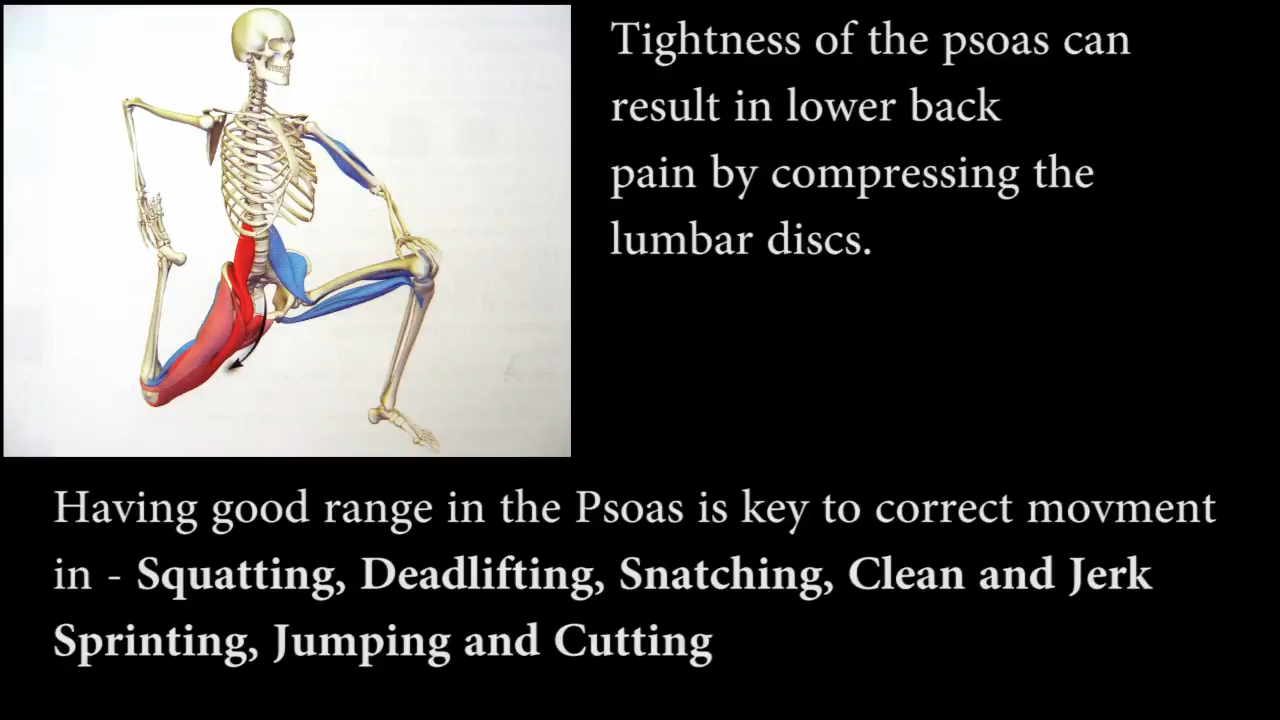 Tightness of the psoas can
result in lower back
pain by compressing the
lumbar discs.
Having good range in the Psoas is key to correct movment
in - Squatting, Deadlifting, Snatching, Clean and Jerk
Sprinting, Jumping and Cutting